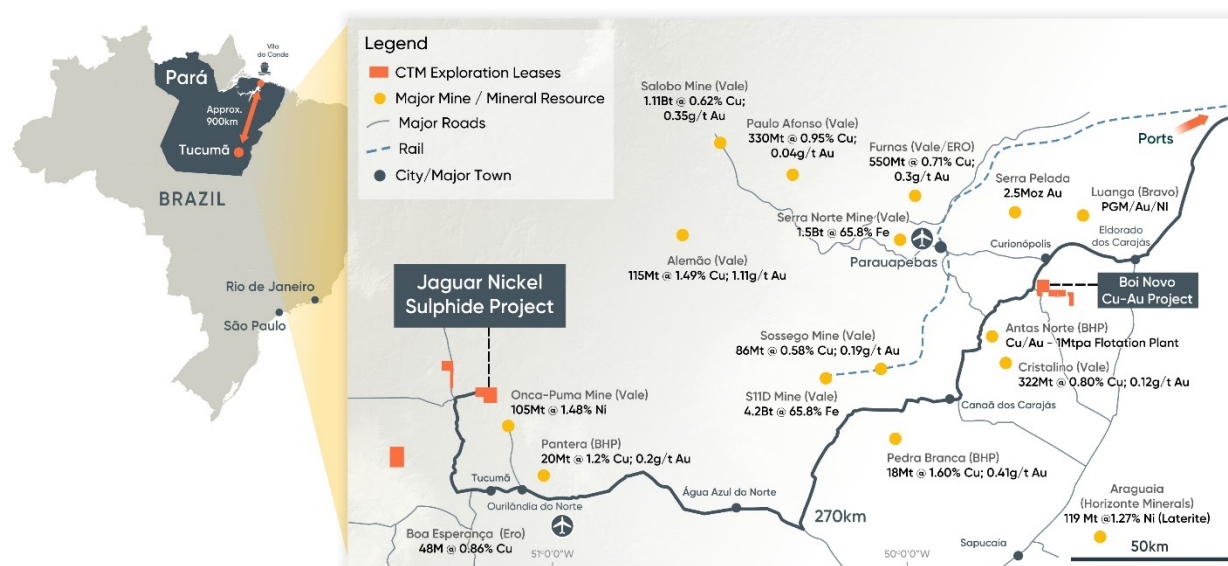 Vila
do Conde
Pará
Approx.
900km
Tucumã
BRAZIL
Rio de Janeiro
São Paulo
Legend
CTM Exploration Leases
Major Mine / Mineral Resource
Major Roads
Rail
City/Major Town
Salobo Mine (Vale)
1.11Bt @ 0.62% Cu;
0.35g/t Au
Paulo Afonso (Vale)
330Mt @ 0.95% Cu;
0.04g/t Au
Furnas (Vale/ERO)
550Mt @ 0.71% Cu;
0.3g/t Au
Ports
Serra Pelada
2.5Moz Au
Luanga (Bravo)
PGM/Au/NI
Serra Norte Mine (Vale)
1.5Bt @ 65.8% Fe
Eldorado
dos Carajás
Curionópolis
Parauapebas
Alemão (Vale)
115Mt @ 1.49% Cu; 1.11g/t Au
Jaguar Nickel
Sulphide Project
Boi Novo
Cu-Au Project
Antas Norte (BHP)
Cu/Au - 1Mtpa Flotation Plant
Sossego Mine (Vale)
86Mt @ 0.58% Cu; 0.19g/t Au
Cristalino (Vale)
322Mt @ 0.80% Cu; 0.12g/t Au
S11D Mine (Vale)
4.2Bt @ 65.8% Fe
Canaã dos Carajás
Onca-Puma Mine (Vale)
105Mt @ 1.48% Ni
Pantera (BHP)
20Mt @ 1.2% Cu; 0.2g/t Au
Pedra Branca (BHP)
18Mt @ 1.60% Cu; 0.41g/t Au
Tucumã
Ourilândia do Norte
Água Azul do Norte
270km
Araguaia
(Horizonte Minerals)
119 Mt @1.27% Ni (Laterite)
Boa Esperança (Ero)
48M @ 0.86% Cu
51°0'0"W
50°0'0"W
Sapucaia
50km